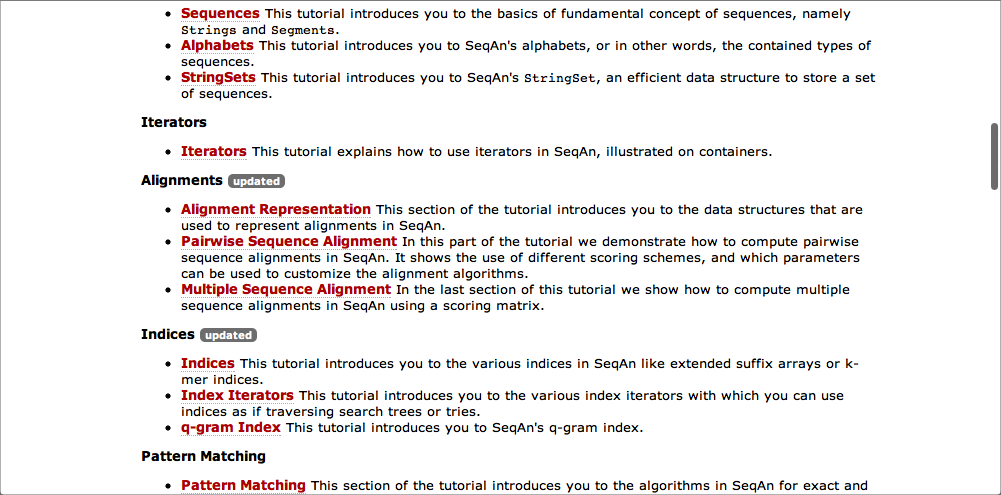 • Sequences This tutorial introduces you to the basics of fundamental concept of sequences, namely
Strings and Segments.
• Alphabets This tutorial introduces you to SeqAn's alphabets, or in other words, the contained types of
sequences.
• StringSets This tutorial introduces you to SeqAn's StringSet, an efficient data structure to store a set
of sequences.
Iterators
• Iterators This tutorial explains how to use iterators in SeqAn, illustrated on containers.
Alignments updated
• Alignment Representation This section of the tutorial introduces you to the data structures that are
used to represent alignments in SeqAn.
• Pairwise Sequence Alignment In this part of the tutorial we demonstrate how to compute pairwise
sequence alignments in SeqAn. It shows the use of different scoring schemes, and which parameters
can be used to customize the alignment algorithms.
• Multiple Sequence Alignment In the last section of this tutorial we show how to compute multiple
sequence alignments in SeqAn using a scoring matrix.
Indices updated
• Indices This tutorial introduces you to the various indices in SeqAn like extended suffix arrays or k-
mer indices.
• Index Iterators This tutorial introduces you to the various index iterators with which you can use
indices as if traversing search trees or tries.
• q-gram Index This tutorial introduces you to SeqAn's q-gram index.
Pattern Matching
• Pattern Matching This section of the tutorial introduces you to the algorithms in SeqAn for exact and